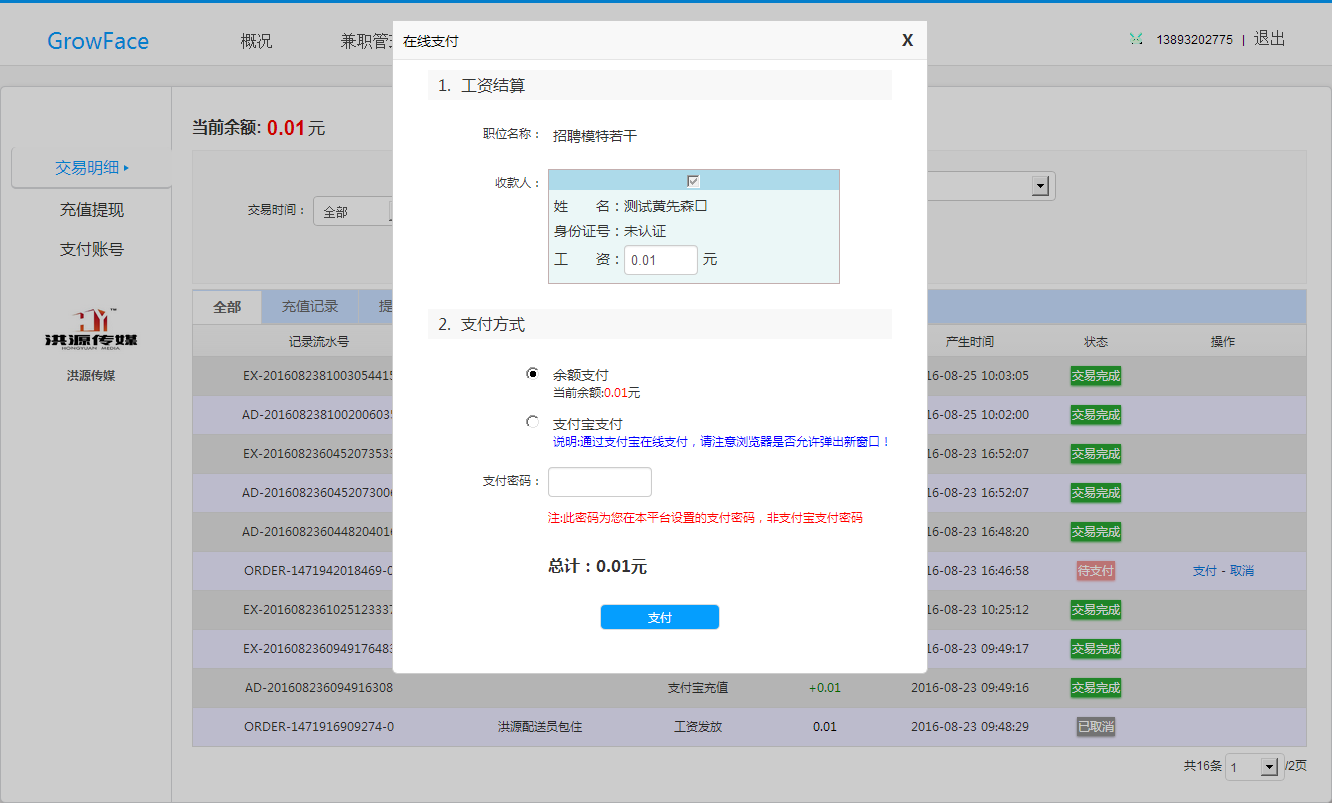 GrowFace
概况
兼职管
13893202775 | 退出
在线支付
X
1. 工资结算
职位名称：
招聘模特若干
收款人：
姓 名：测试黄先森口
身份证号：未认证
工 资：0.01 元
2. 支付方式
余额支付
当前余额:0.01元
支付宝支付
说明:通过支付宝在线支付，请注意浏览器是否允许弹出新窗口！
支付密码：
注:此密码为您在本平台设置的支付密码，非支付宝支付密码
总计：0.01元
支付
交易明细
充值提现
支付账号
洪源传媒
HONGYUAN MEDIA
洪源传媒
当前余额: 0.01 元
交易时间：
全部
全部
充值记录
提
记录流水号
产生时间
状态
操作
EX-2016082381003054415
16-08-25 10:03:05
交易完成
AD-201608238100200603
16-08-25 10:02:00
交易完成
EX-201608236045207353
16-08-23 16:52:07
交易完成
AD-201608236045207300
16-08-23 16:52:07
交易完成
AD-201608236044820401
16-08-23 16:48:20
交易完成
ORDER-1471942018469-0
16-08-23 16:46:58
待支付
支付 - 取消
EX-201608236102512333
16-08-23 10:25:12
交易完成
EX-201608236094917648
16-08-23 09:49:17
交易完成
AD-201608236094916308
支付宝充值
+0.01
2016-08-23 09:49:16
交易完成
ORDER-1471916909274-0
洪源配送员包住
工资发放
0.01
2016-08-23 09:48:29
已取消
共16条 1 /2页